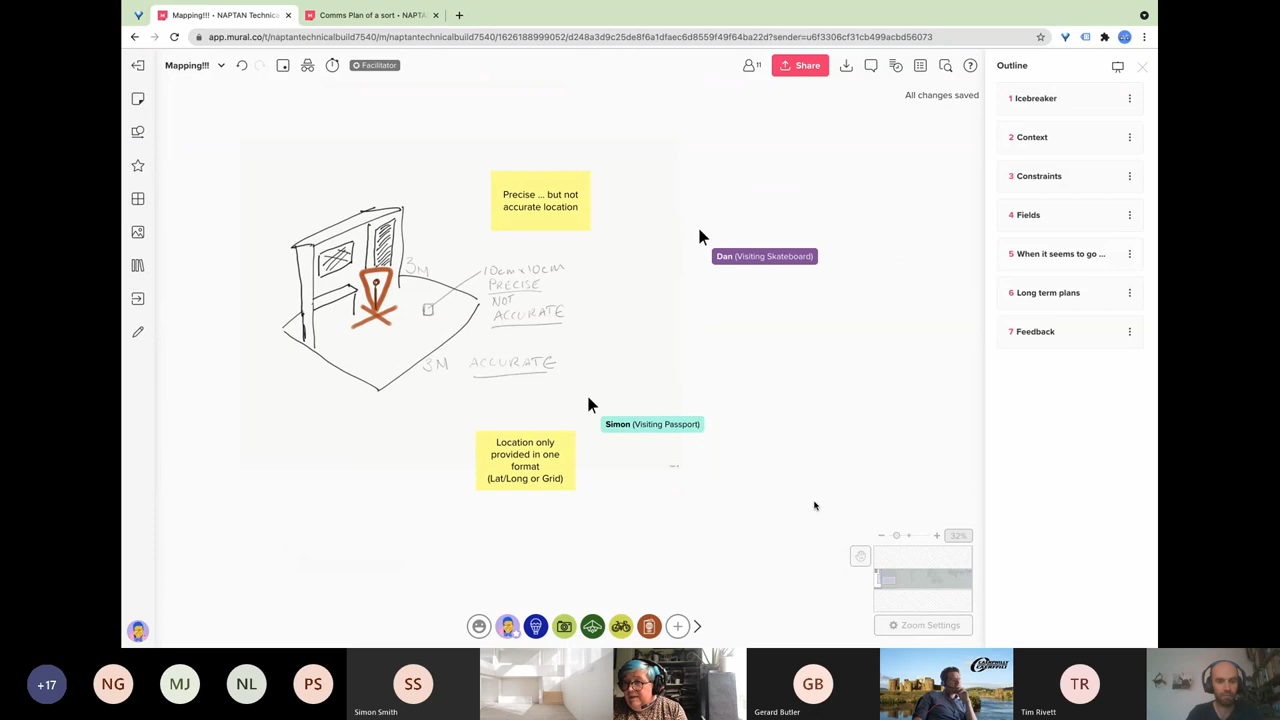 Mapping!!! • NAPTAN Technic
Comms Plan of a sort • NAPT
app.mural.co/t/naptantechnicalbuild7540/m/naptantechnicalbuild7540/1626188999052/d248a3d9c25de8f6a1dfaec6d8559f49f64ba22d?sender=u6f3306cf31cb499acbd56073
Mapping!!!
Facilitator
11
Share
All changes saved
Outline
1 Icebreaker
2 Context
3 Constraints
4 Fields
5 When it seems to go ...
6 Long term plans
7 Feedback
Precise ... but not
accurate location
Dan (Visiting Skateboard)
3M
10cm x 10cm
PRECISE
NOT
ACCURATE
3M ACCURATE
Simon (Visiting Passport)
Location only
provided in one
format
(Lat/Long or Grid)
32%
Zoom Settings
+17
NG
MJ
NL
PS
SS
Simon Smith
GB
Gerard Butler
TR
Tim Rivett